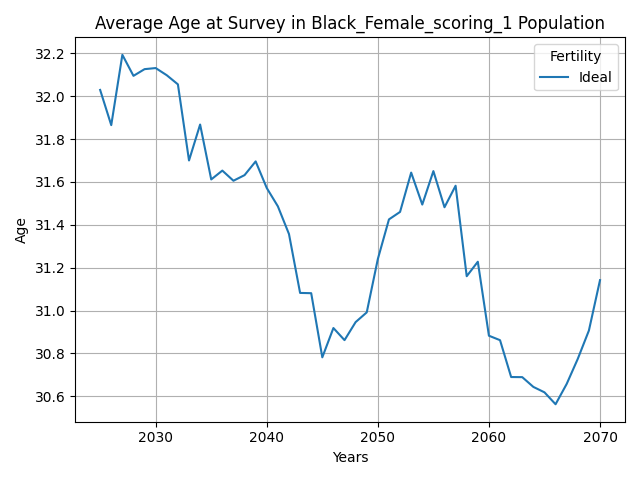 Average Age at Survey in Black_Female_scoring_1 Population
Fertility
Ideal
32.2
32.0
31.8
31.6
31.4
31.2
31.0
30.8
30.6
Age
2030 2040 2050 2060 2070
Years